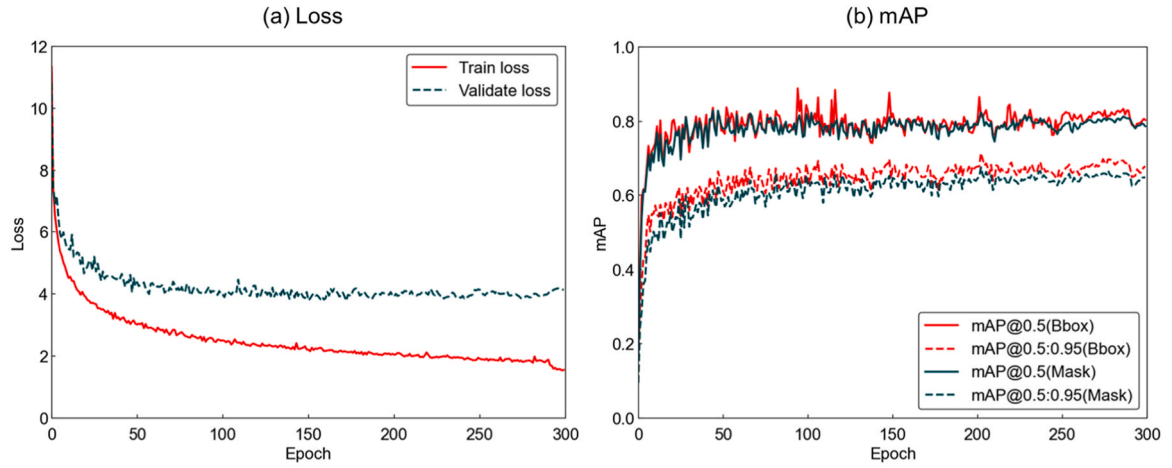 (a) Loss
12
10
8
6
4
2
0
Loss
Train loss
Validate loss
0 50 100 150 200 250 300
Epoch
(b) mAP
1.0
0.8
0.6
0.4
0.2
0.0
mAP
mAP@0.5(Bbox)
mAP@0.5:0.95(Bbox)
mAP@0.5(Mask)
mAP@0.5:0.95(Mask)
0 50 100 150 200 250 300
Epoch